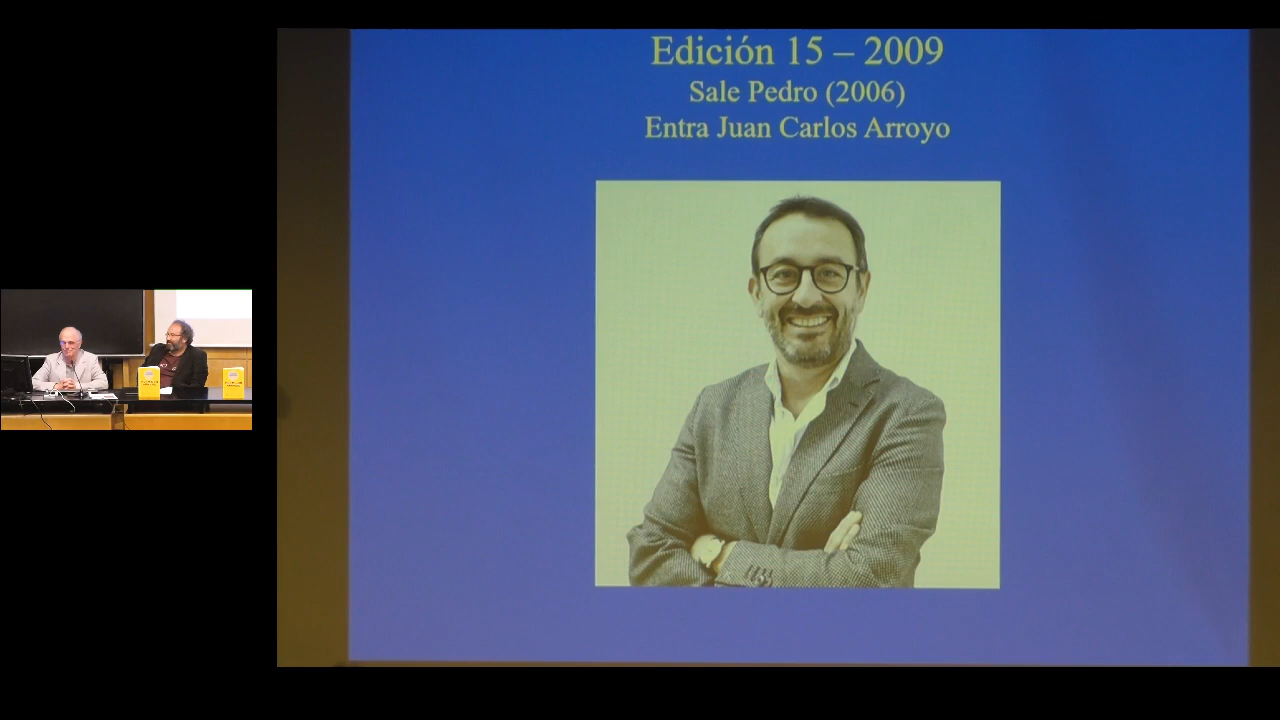 Edición 15 – 2009
Sale Pedro (2006)
Entra Juan Carlos Arroyo